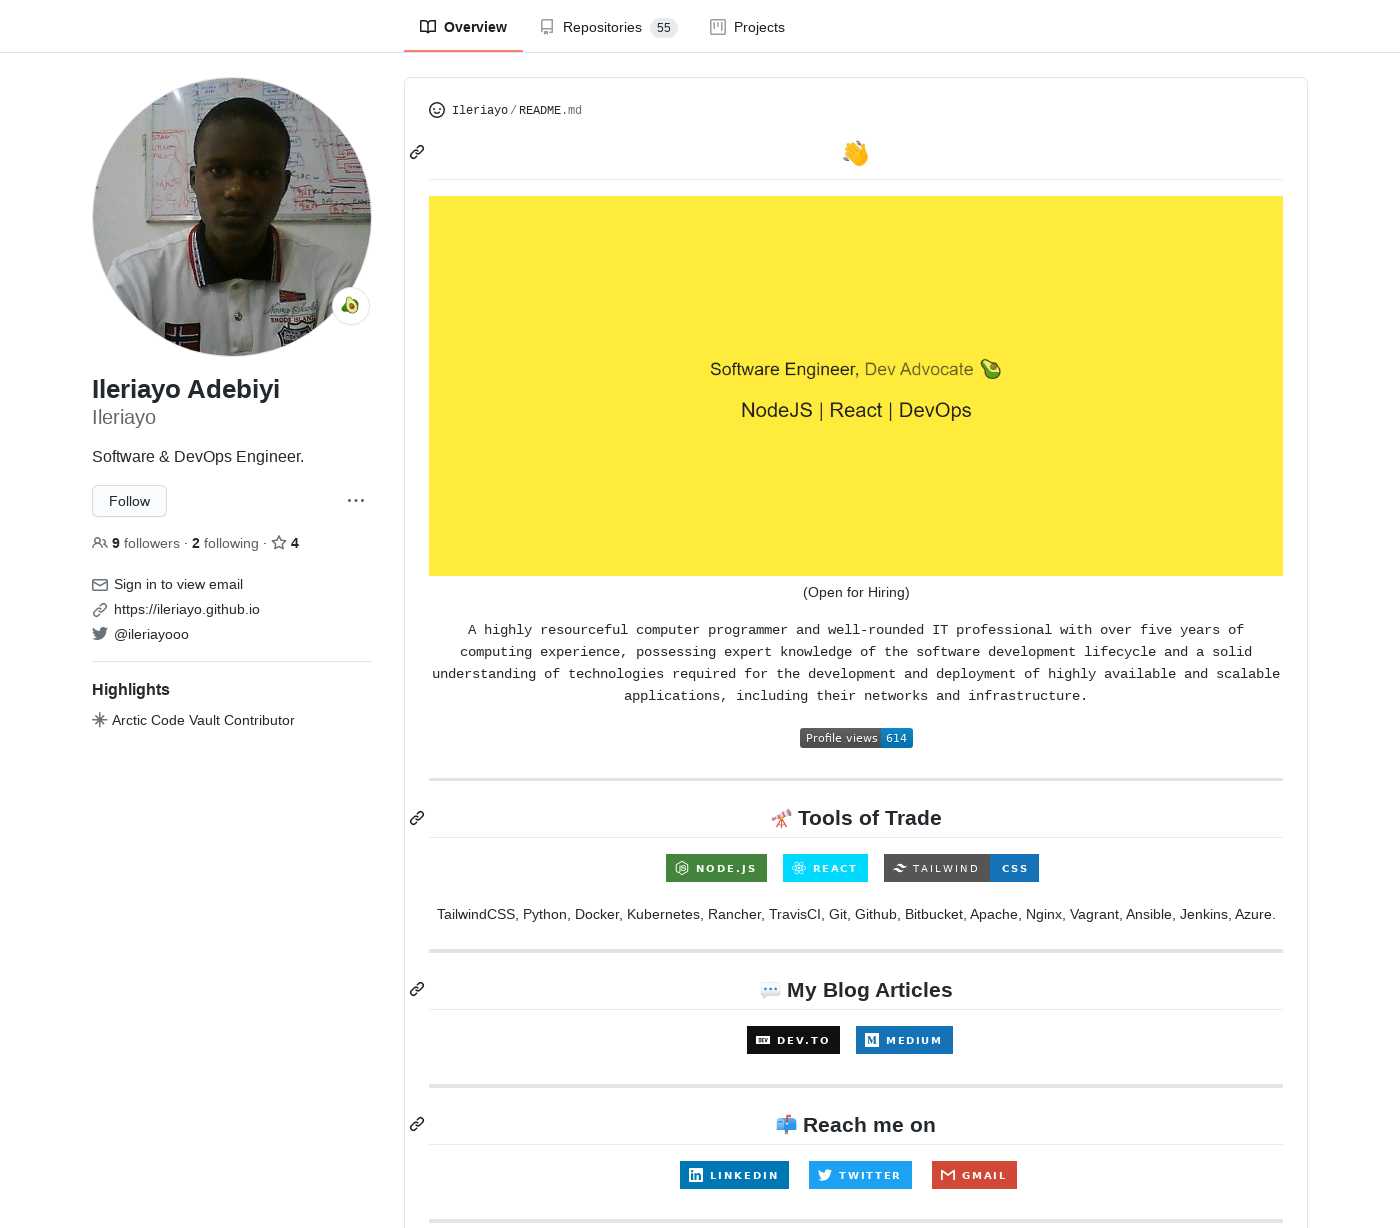 Overview
Repositories 55
Projects
Ileriayo/README.md
Software Engineer, Dev Advocate
NodeJS | React | DevOps
RHODE ISLAND
Ileriayo Adebiyi
Ileriayo
Software & DevOps Engineer.
Follow
9 followers · 2 following · 4
Sign in to view email
https://ileriayo.github.io
@ileriayooo
Highlights
Arctic Code Vault Contributor
(Open for Hiring)
A highly resourceful computer programmer and well-rounded IT professional with over five years of
computing experience, possessing expert knowledge of the software development lifecycle and a solid
understanding of technologies required for the development and deployment of highly available and scalable
applications, including their networks and infrastructure.
Profile views 614
Tools of Trade
NODE.JS
REACT
TAILWIND CSS
TailwindCSS, Python, Docker, Kubernetes, Rancher, TravisCI, Git, Github, Bitbucket, Apache, Nginx, Vagrant, Ansible, Jenkins, Azure.
My Blog Articles
DEV DEV.TO
M MEDIUM
Reach me on
in LINKEDIN
TWITTER
GMAIL